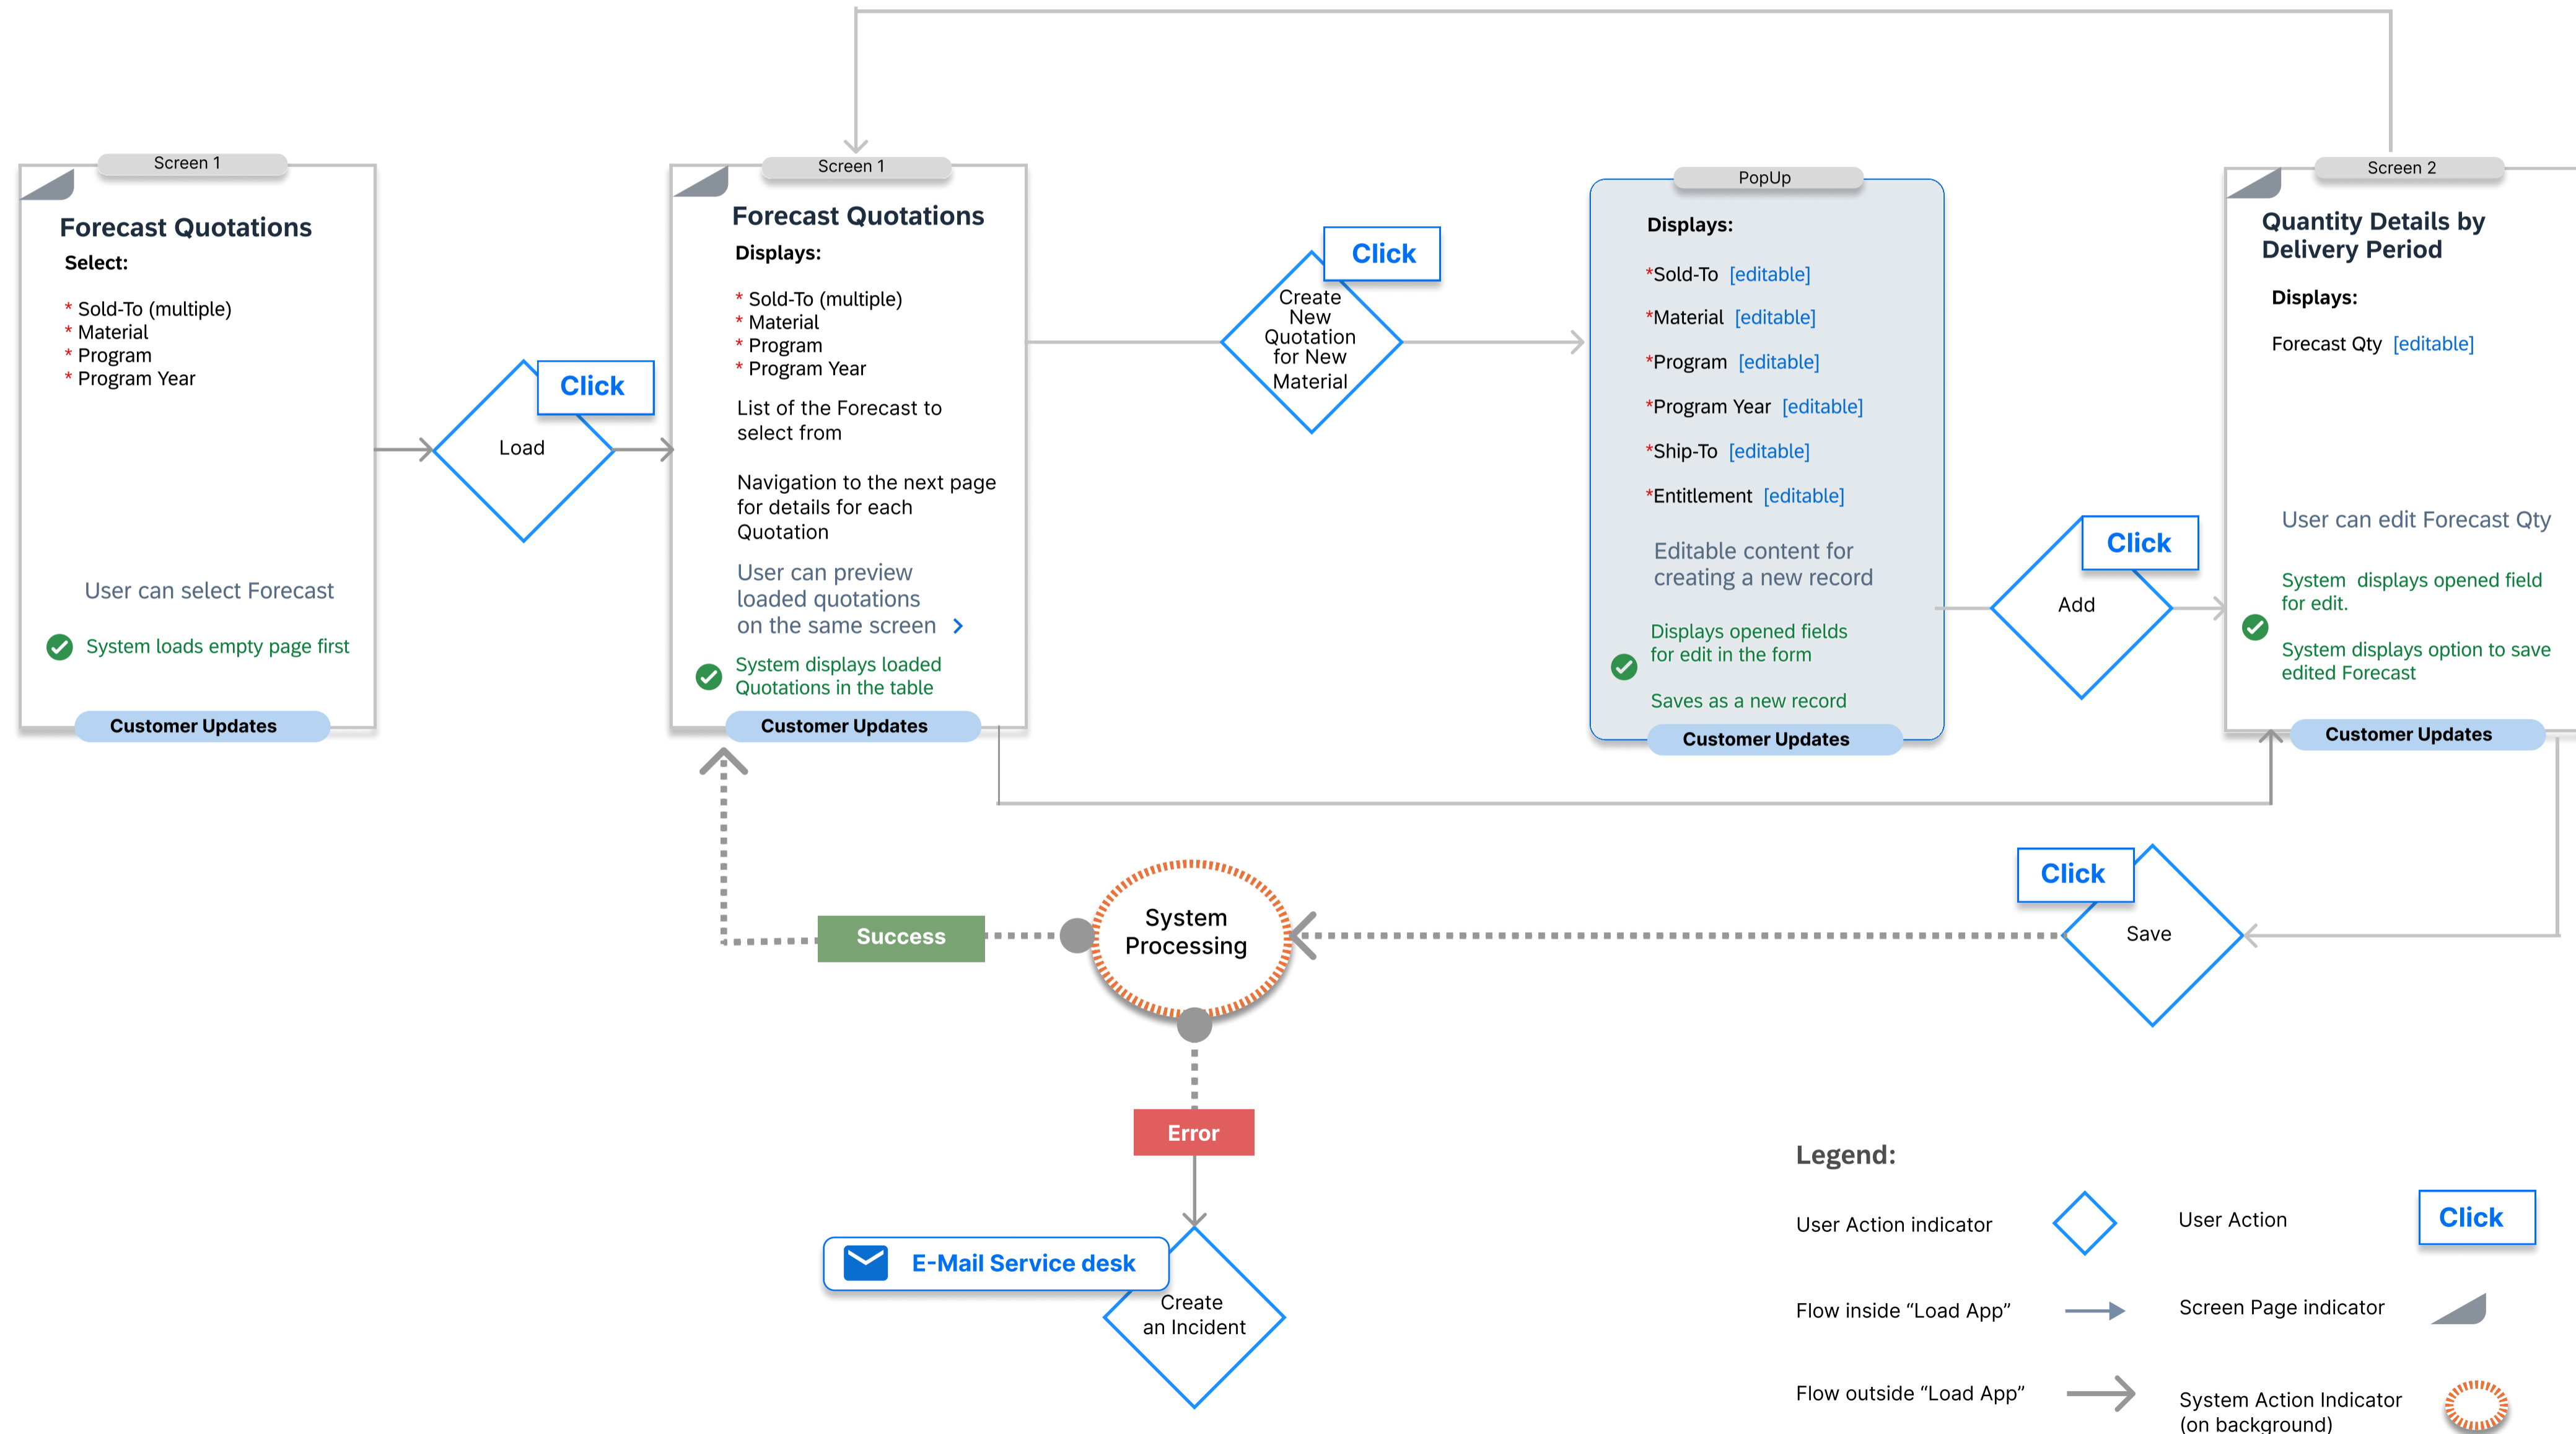 Screen 1
Forecast Quotations
Select:
* Sold-To (multiple)
* Material
* Program
* Program Year
User can select Forecast
System loads empty page first
Customer Updates
Click
Load
Screen 1
Forecast Quotations
Displays:
* Sold-To (multiple)
* Material
* Program
* Program Year
List of the Forecast to
select from
Navigation to the next page
for details for each
Quotation
User can preview
loaded quotations
on the same screen
System displays loaded
Quotations in the table
Customer Updates
Click
Create
New
Quotation
for New
Material
PopUp
Displays:
*Sold-To [editable]
*Material [editable]
*Program [editable]
*Program Year [editable]
*Ship-To [editable]
*Entitlement [editable]
Editable content for
creating a new record
Displays opened fields
for edit in the form
Saves as a new record
Customer Updates
Click
Add
Screen 2
Quantity Details by
Delivery Period
Displays:
Forecast Qty [editable]
User can edit Forecast Qty
System displays opened field
for edit.
System displays option to save
edited Forecast
Customer Updates
Click
Save
System
Processing
Success
Error
E-Mail Service desk
Create
an Incident
Legend:
User Action indicator
User Action
Click
Flow inside “Load App”
Screen Page indicator
Flow outside “Load App”
System Action Indicator
(on background)